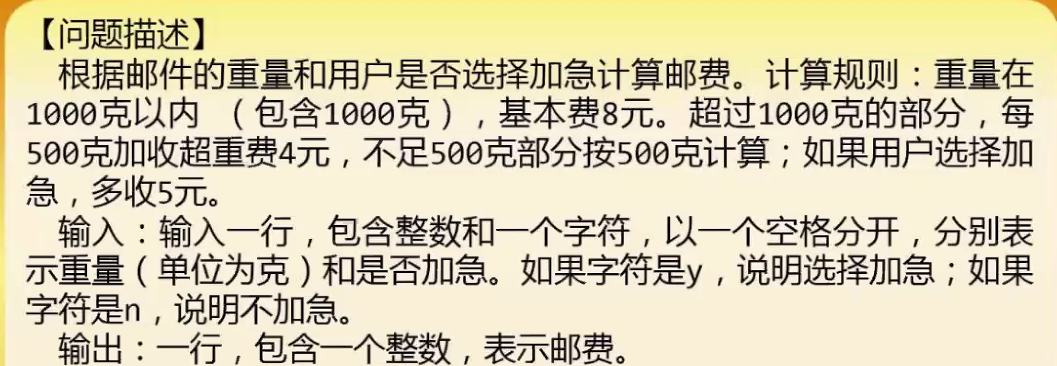 【问题描述】
根据邮件的重量和用户是否选择加急计算邮费。计算规则：重量在
1000克以内 （包含1000克），基本费8元。超过1000克的部分，每
500克加收超重费4元，不足500克部分按500克计算；如果用户选择加
急，多收5元。
输入：输入一行，包含整数和一个字符，以一个空格分开，分别表
示重量（单位为克）和是否加急。如果字符是y，说明选择加急；如果
字符是n，说明不加急。
输出：一行，包含一个整数，表示邮费。